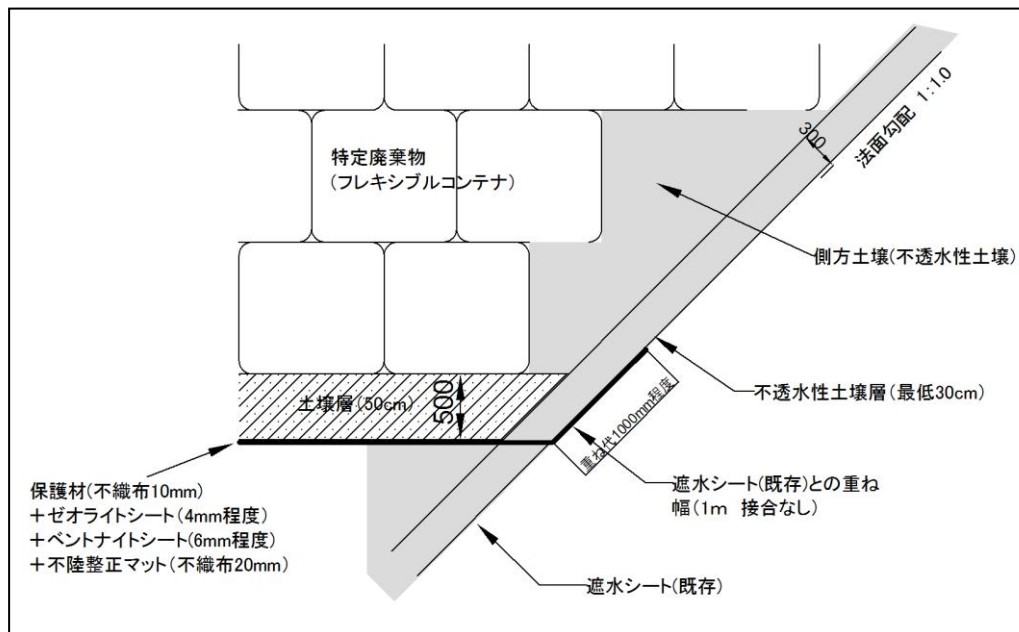 特定廃棄物
(フレキシブルコンテナ)
300
法面勾配 1:1.0
側方土壌(不透水性土壌)
土壌層(50cm)
500
不透水性土壌層(最低30cm)
重ね代1000mm程度
遮水シート(既存)との重ね
幅(1m 接合なし)
保護材(不織布10mm)
+ゼオライトシート(4mm程度)
+ベントナイトシート(6mm程度)
+不陸整正マット(不織布20mm)
遮水シート(既存)